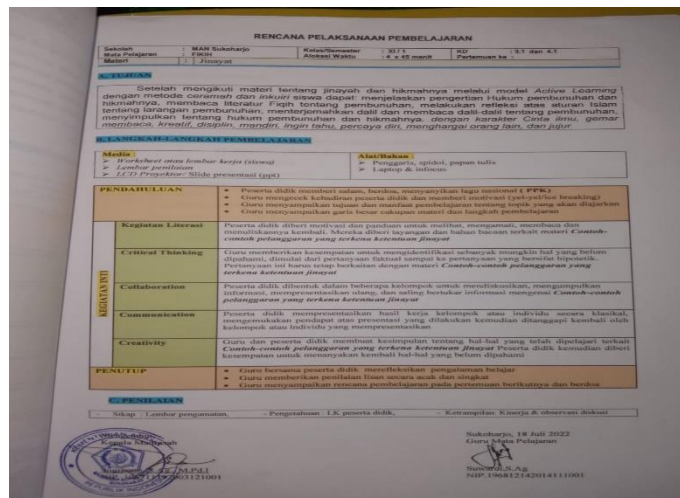 RENCANA PELAKSANAAN PEMBELAJARAN
Sekolah : MAN Sukoharjo Kelas/Semester : XI / 1 KD : 3.1 dan 4.1
Mata Pelajaran : FIKIH Alokasi Waktu : 4 x 45 menit Pertemuan ke :
Materi : Jinayat
A. TUJUAN
Setelah mengikuti materi tentang jinayah dan hikmahnya melalui model Active Learning
dengan metode ceramah dan inkuiri siswa dapat: menjelaskan pengertian Hukum pembunuhan dan
hikmahnya, membaca literatur Fiqih tentang pembunuhan, melakukan refleksi atas aturan Islam
tentang larangan pembunuhan, menterjemahkan dalil dan membaca dalil-dalil tentang pembunuhan,
menyimpulkan tentang hukum pembunuhan dan hikmahnya, dengan karakter Cinta ilmu, gemar
membaca, kreatif, disiplin, mandiri, ingin tahu, percaya diri, menghargai orang lain, dan jujur
B. LANGKAH-LANGKAH PEMBELAJARAN
Media :
➢ Worksheet atau lembar kerja (siswa)
➢ Lembar penilaian
➢ LCD Proyektor/ Slide presentasi (ppt)
Alat/Bahan :
➢ Penggaris, spidol, papan tulis
➢ Laptop & infocus
PENDAHULUAN
• Peserta didik memberi salam, berdoa, menyanyikan lagu nasional ( PPK)
• Guru mengecek kehadiran peserta didik dan memberi motivasi (yel-yel/ice breaking)
• Guru menyampaikan tujuan dan manfaat pembelajaran tentang topik yang akan diajarkan
• Guru menyampaikan garis besar cakupan materi dan langkah pembelajaran
KEGIATAN INTI
Kegiatan Literasi
Peserta didik diberi motivasi dan panduan untuk melihat, mengamati, membaca dan
menuliskannya kembali. Mereka diberi tayangan dan bahan bacaan terkait materi Contoh-
contoh pelanggaran yang terkena ketentuan jinayat
Critical Thinking
Guru memberikan kesempatan untuk mengidentifikasi sebanyak mungkin hal yang belum
dipahami, dimulai dari pertanyaan faktual sampai ke pertanyaan yang bersifat hipotetik.
Pertanyaan ini harus tetap berkaitan dengan materi Contoh-contoh pelanggaran yang
terkena ketentuan jinayat
Collaboration
Peserta didik dibentuk dalam beberapa kelompok untuk mendiskusikan, mengumpulkan
informasi, mempresentasikan ulang, dan saling bertukar informasi mengenai Contoh-contoh
pelanggaran yang terkena ketentuan jinayat
Communication
Peserta didik mempresentasikan hasil kerja kelompok atau individu secara klasikal,
mengemukakan pendapat atas presentasi yang dilakukan kemudian ditanggapi kembali oleh
kelompok atau individu yang mempresentasikan
Creativity
Guru dan peserta didik membuat kesimpulan tentang hal-hal yang telah dipelajari terkait
Contoh-contoh pelanggaran yang terkena ketentuan jinayat Peserta didik kemudian diberi
kesempatan untuk menanyakan kembali hal-hal yang belum dipahami
PENUTUP
• Guru bersama peserta didik merefleksikan pengalaman belajar
• Guru memberikan penilaian lisan secara acak dan singkat
• Guru menyampaikan rencana pembelajaran pada pertemuan berikutnya dan berdoa
C. PENILAIAN
- Sikap : Lembar pengamatan, - Pengetahuan : LK peserta didik, - Ketrampilan: Kinerja & observasi diskusi
Kepala Madrasah
M.Pd.I
Sukoharjo, 18 Juli 2022
Guru Mata Pelajaran
Suwardi,S.Ag
NIP.196812142014111001